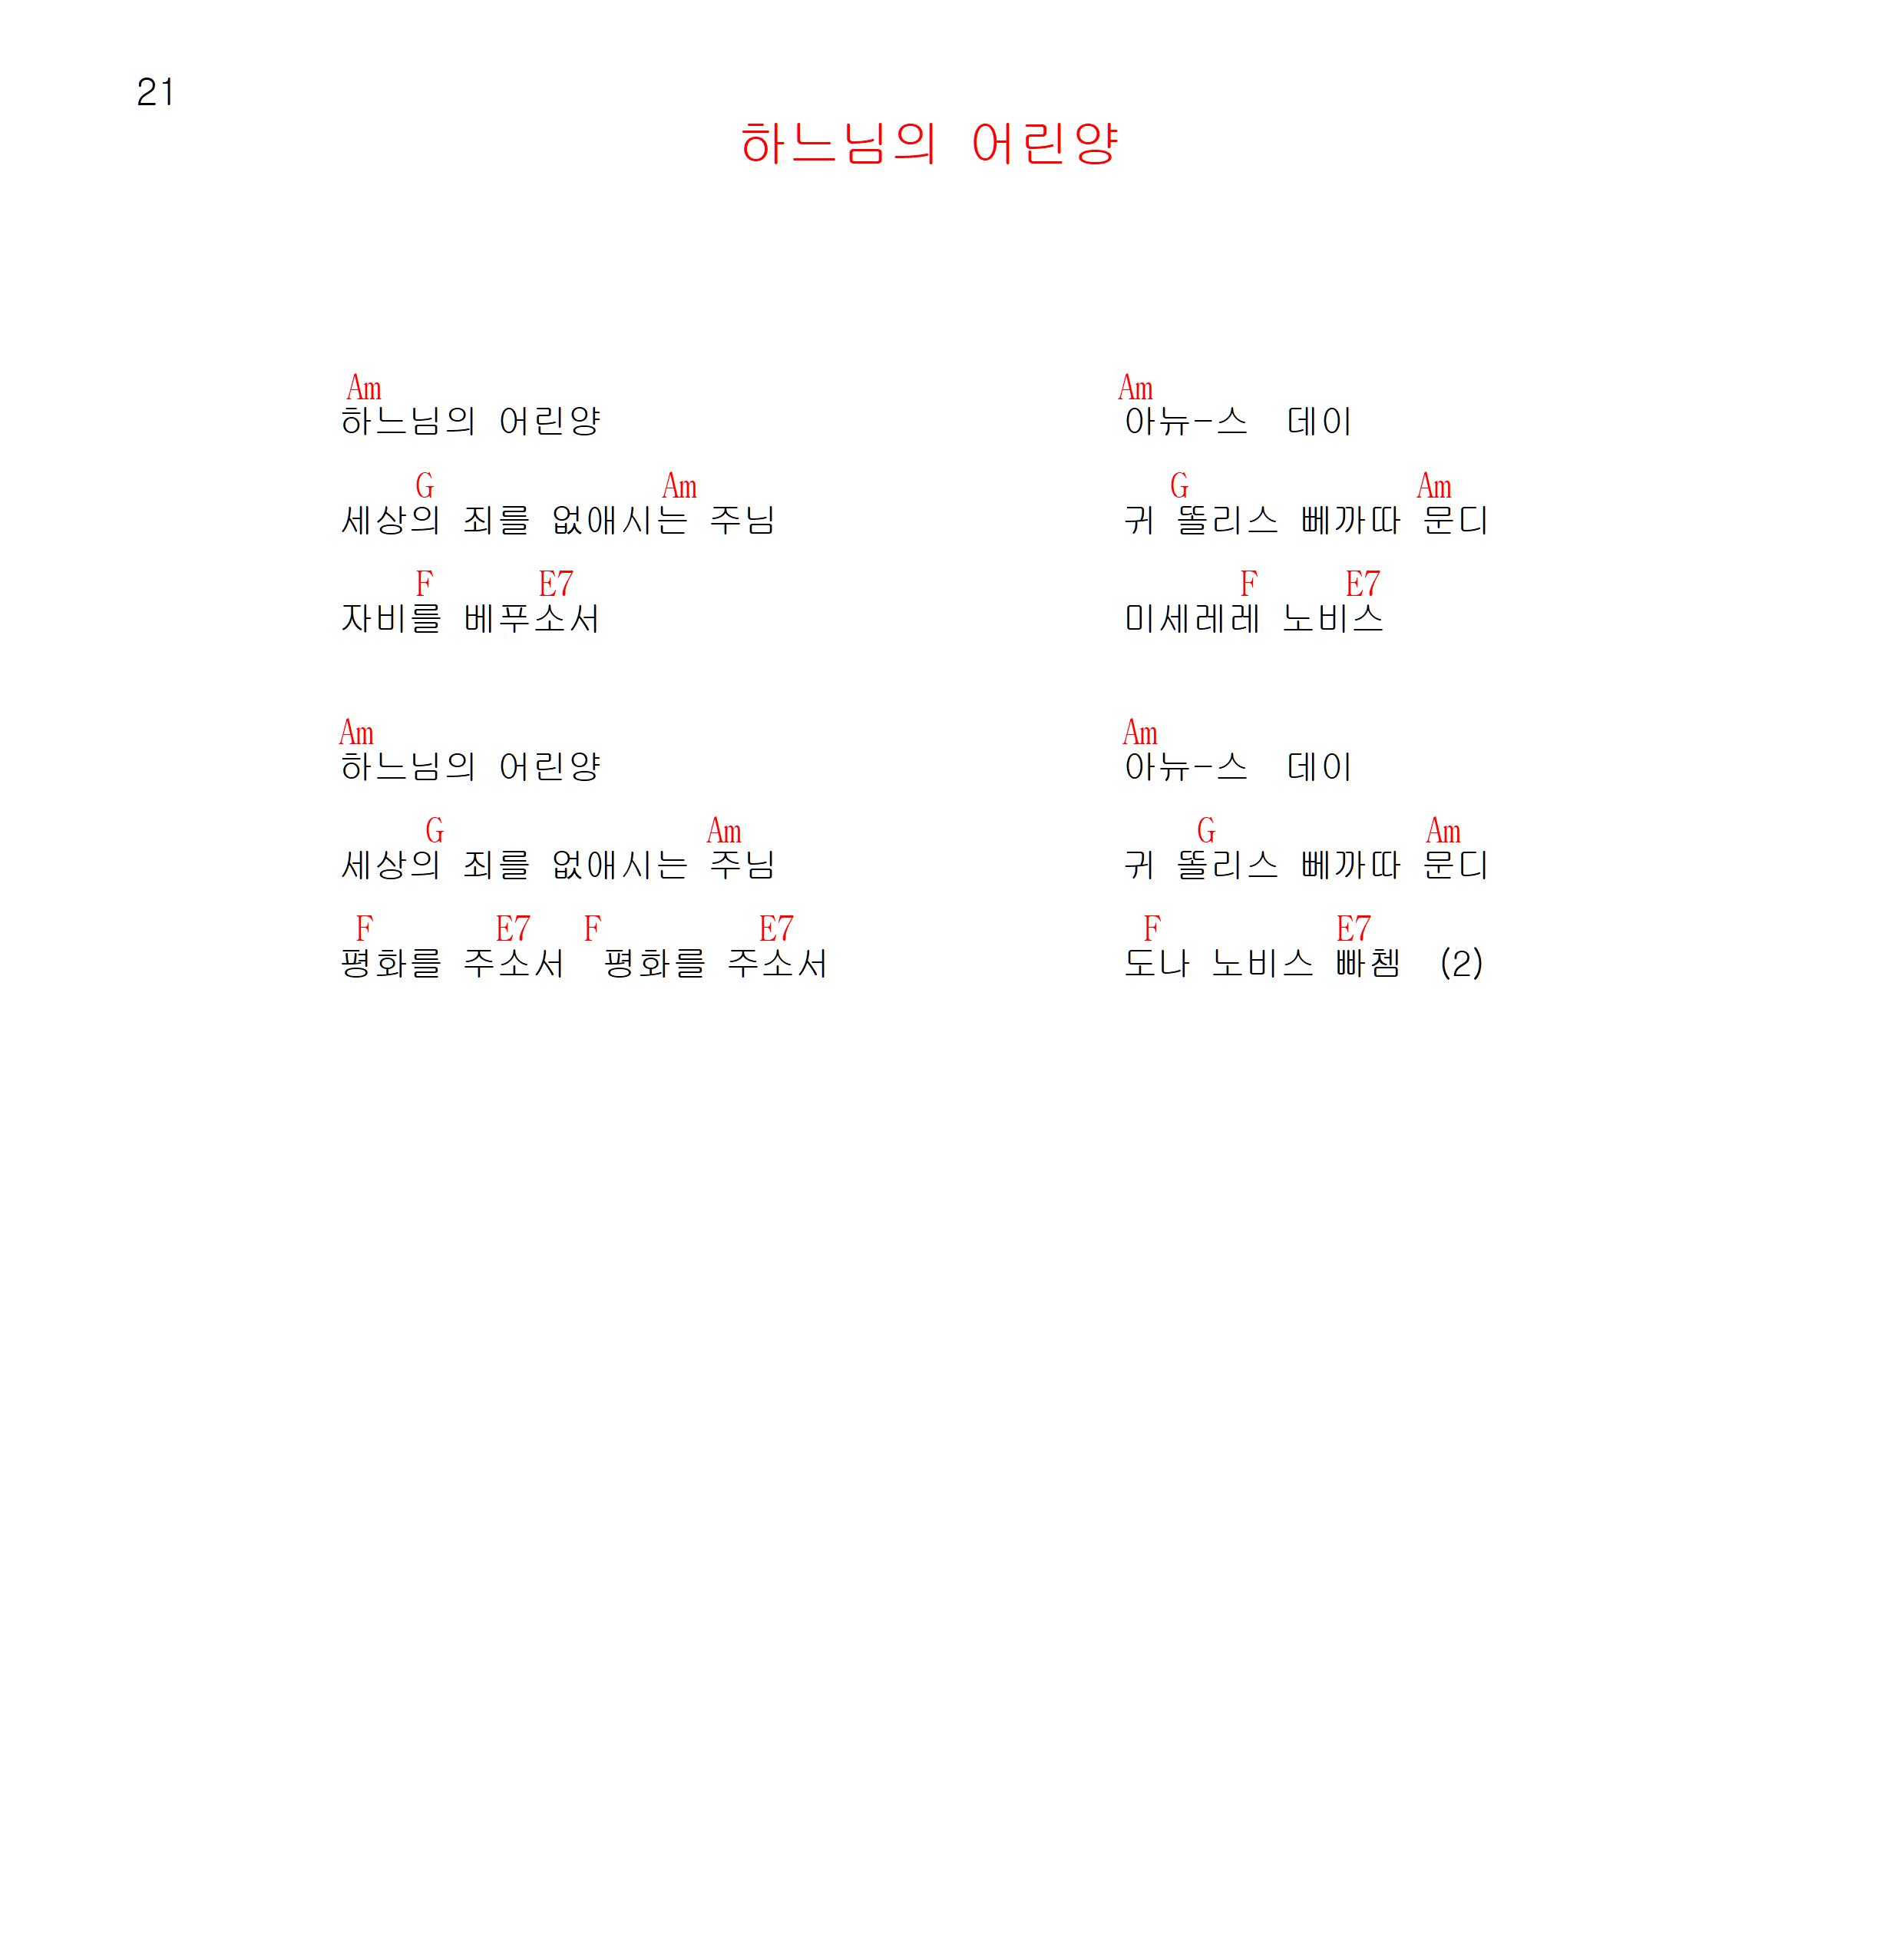 21
하느님의 어린양
Am
하느님의 어린양
G Am
세상의 죄를 없애시는 주님
F E7
자비를 베푸소서
Am
하느님의 어린양
G Am
세상의 죄를 없애시는 주님
F E7 F E7
평화를 주소서 평화를 주소서
Am
아뉴-스 데이
G Am
귀 똘리스 뻬까따 문디
F E7
미세레레 노비스
Am
아뉴-스 데이
G Am
귀 똘리스 뻬까따 문디
F E7
도나 노비스 빠쳄 (2)